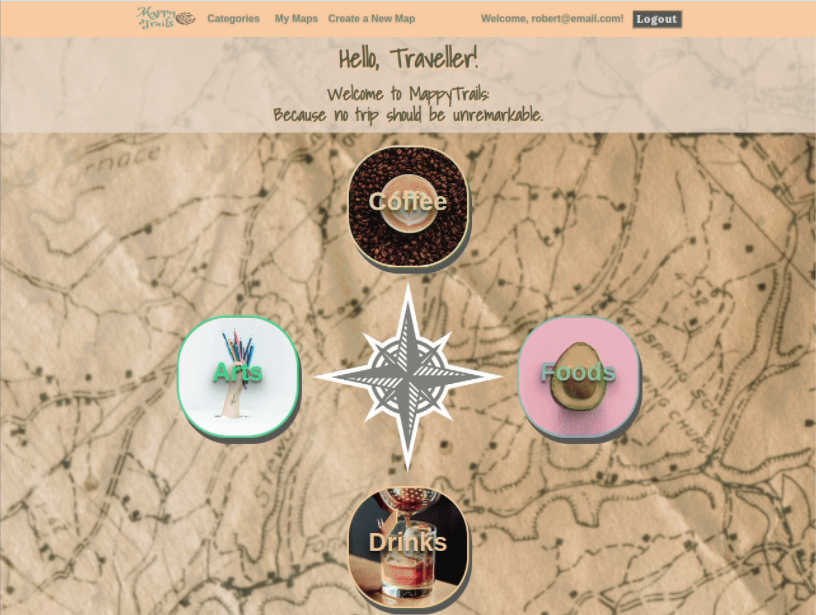 Mappy Trails
Categories My Maps Create a New Map Welcome, robert@email.com! Logout
Hello, Traveller!
Welcome to MappyTrails:
Because no trip should be unremarkable.
rnace
Coffee
Arts
Foods
Drinks